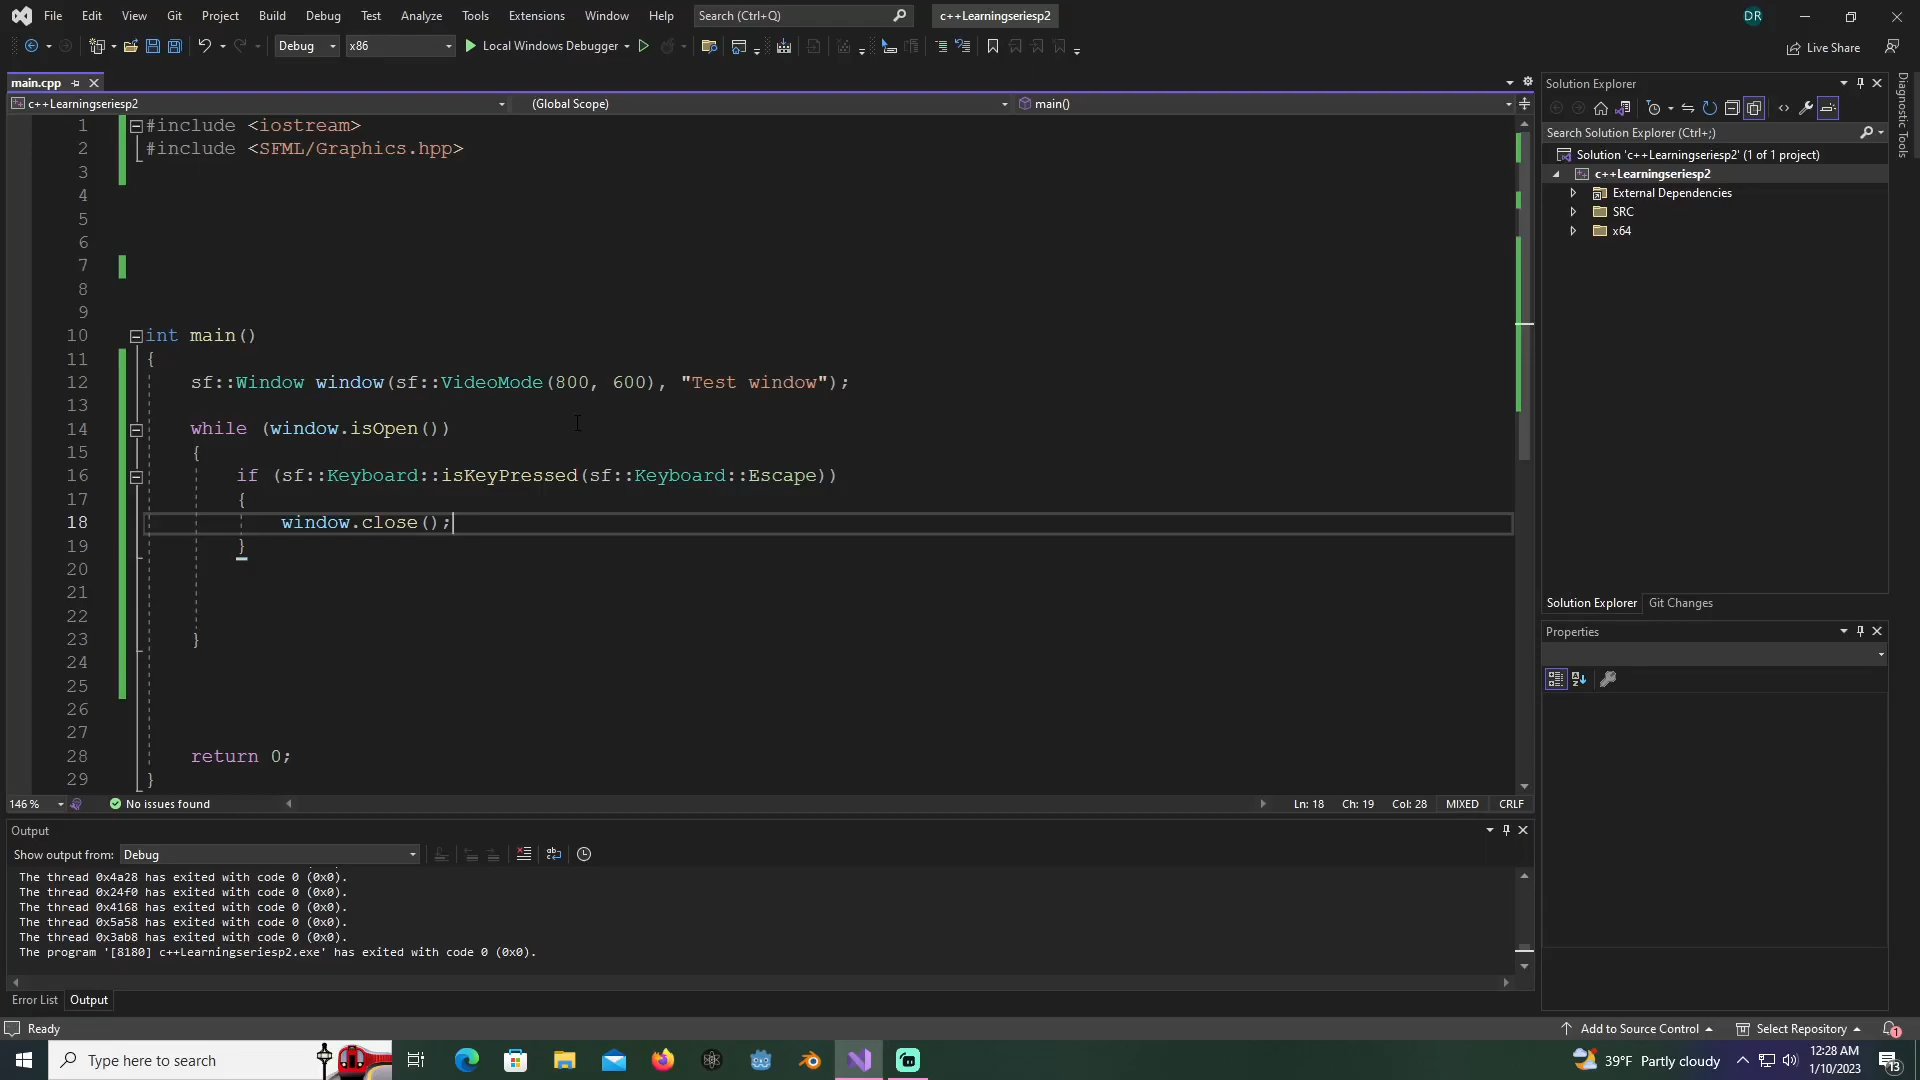 File Edit View Git Project Build Debug Test Analyze Tools Extensions Window Help Search (Ctrl+Q) c++Learningseriesp2 DR
Debug x86 Local Windows Debugger Live Share
main.cpp
c++Learningseriesp2 (Global Scope) main()
1 #include <iostream>
2 #include <SFML/Graphics.hpp>
3
4
5
6
7
8
9
10 int main()
11 {
12 sf::Window window(sf::VideoMode(800, 600), "Test window");
13
14 while (window.isOpen())
15 {
16 if (sf::Keyboard::isKeyPressed(sf::Keyboard::Escape))
17 {
18 window.close();
19 }
20
21
22
23 }
24
25
26
27
28 return 0;
29 }
146 % No issues found Ln: 18 Ch: 19 Col: 28 MIXED CRLF
Output
Show output from: Debug
The thread 0x4a28 has exited with code 0 (0x0).
The thread 0x24f0 has exited with code 0 (0x0).
The thread 0x4168 has exited with code 0 (0x0).
The thread 0x5a58 has exited with code 0 (0x0).
The thread 0x3ab8 has exited with code 0 (0x0).
The program '[8180] c++Learningseriesp2.exe' has exited with code 0 (0x0).
Error List Output
Solution Explorer
Search Solution Explorer (Ctrl+;)
Solution 'c++Learningseriesp2' (1 of 1 project)
c++Learningseriesp2
External Dependencies
SRC
x64
Solution Explorer Git Changes
Properties
Diagnostic Tools
Ready Add to Source Control Select Repository 1
Type here to search 39°F Partly cloudy 12:28 AM
1/10/2023 13